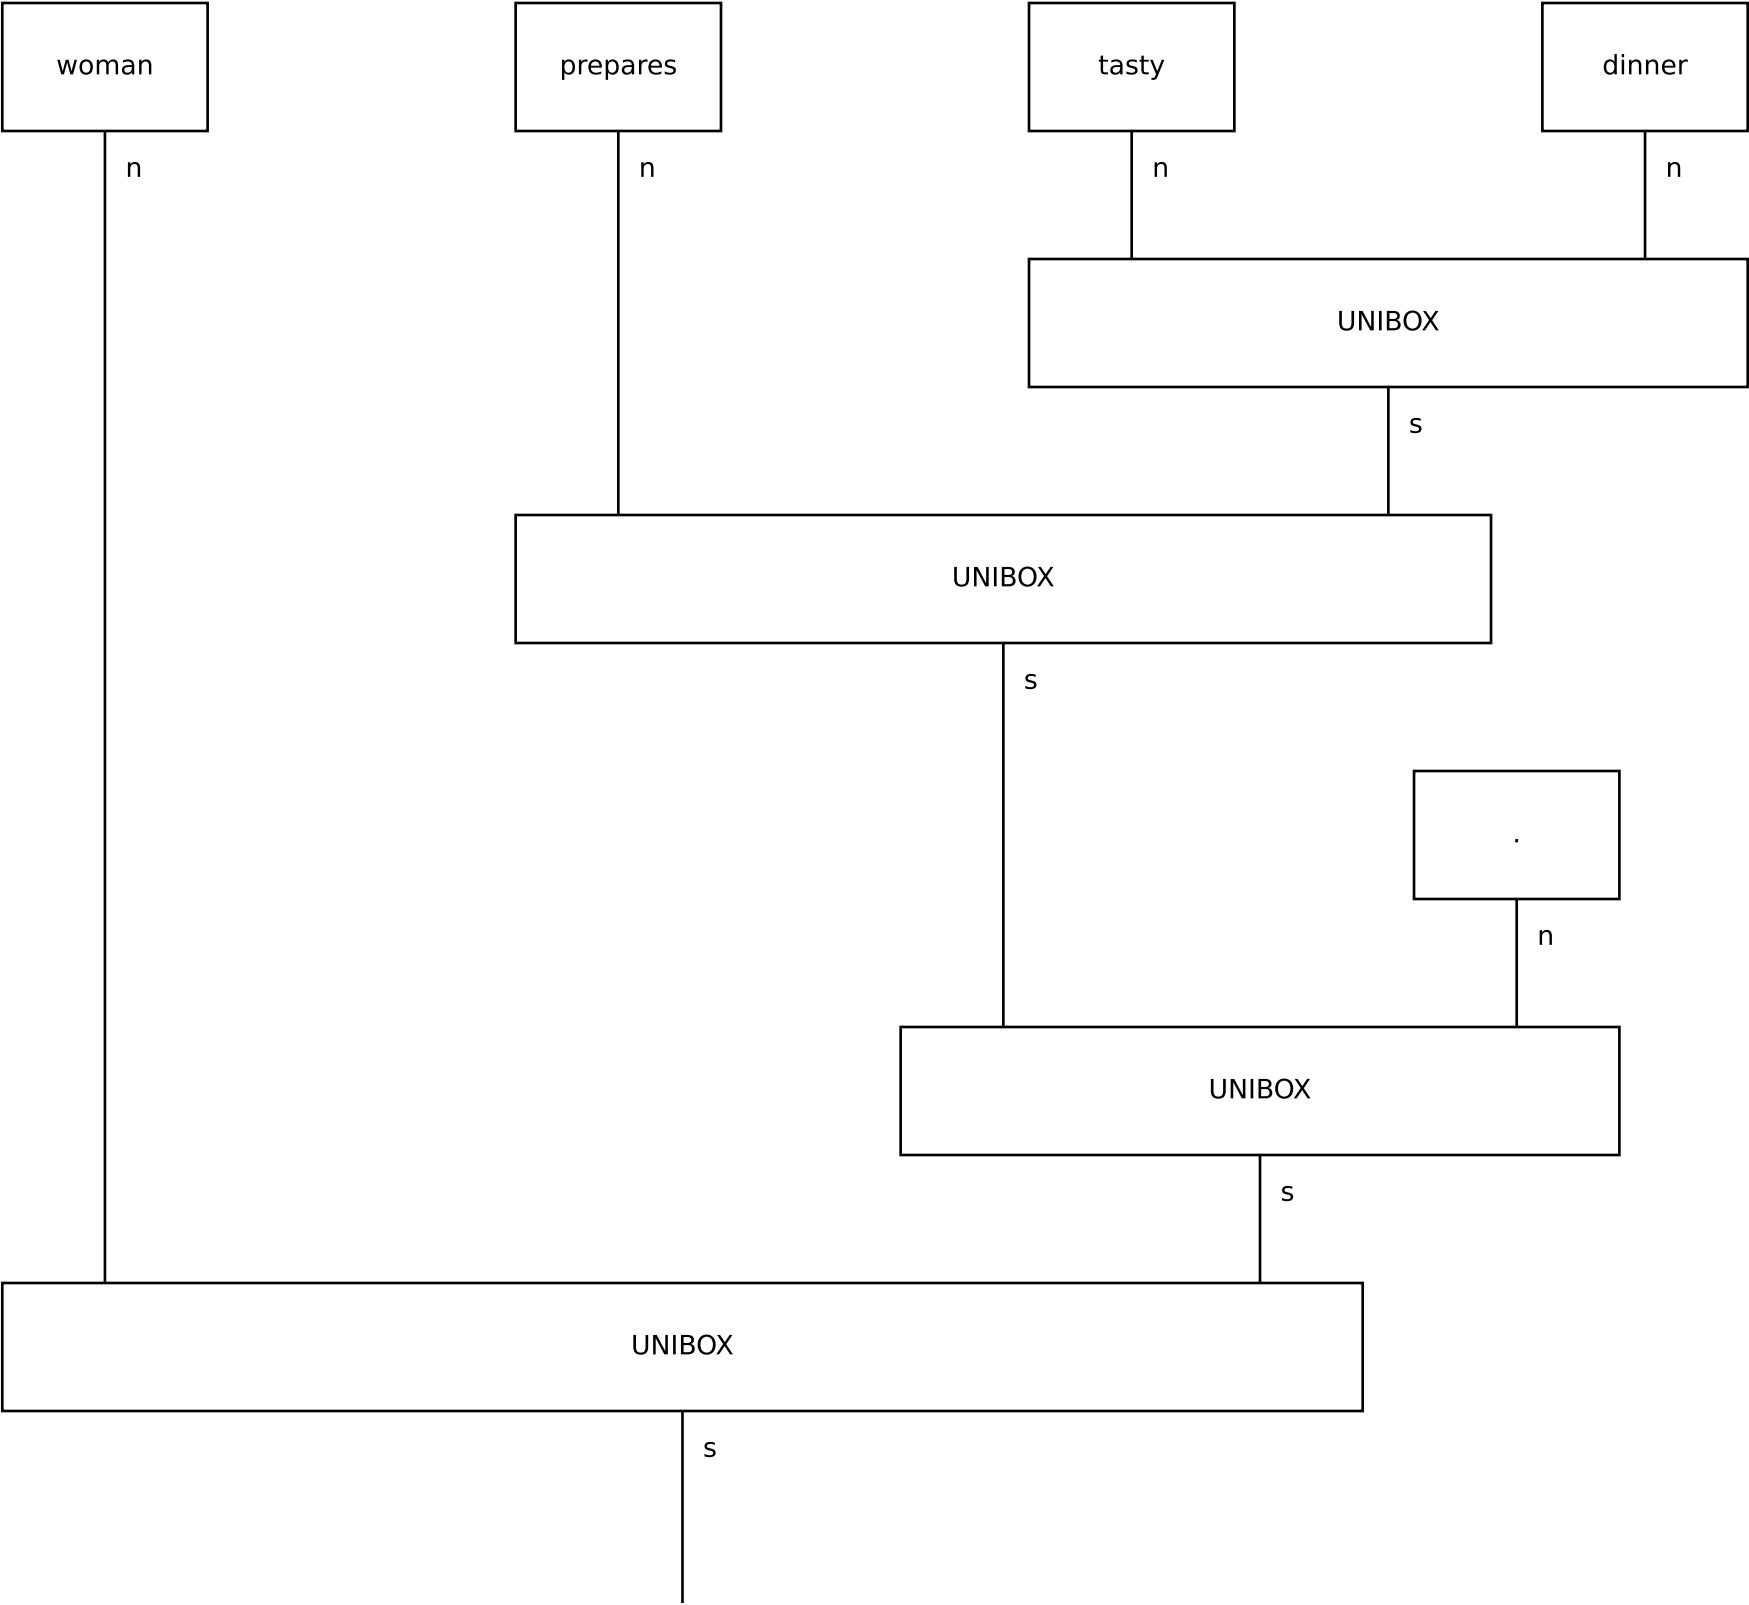 woman prepares tasty dinner
n n n n
UNIBOX
s
UNIBOX
s
.
n
UNIBOX
s
UNIBOX
s